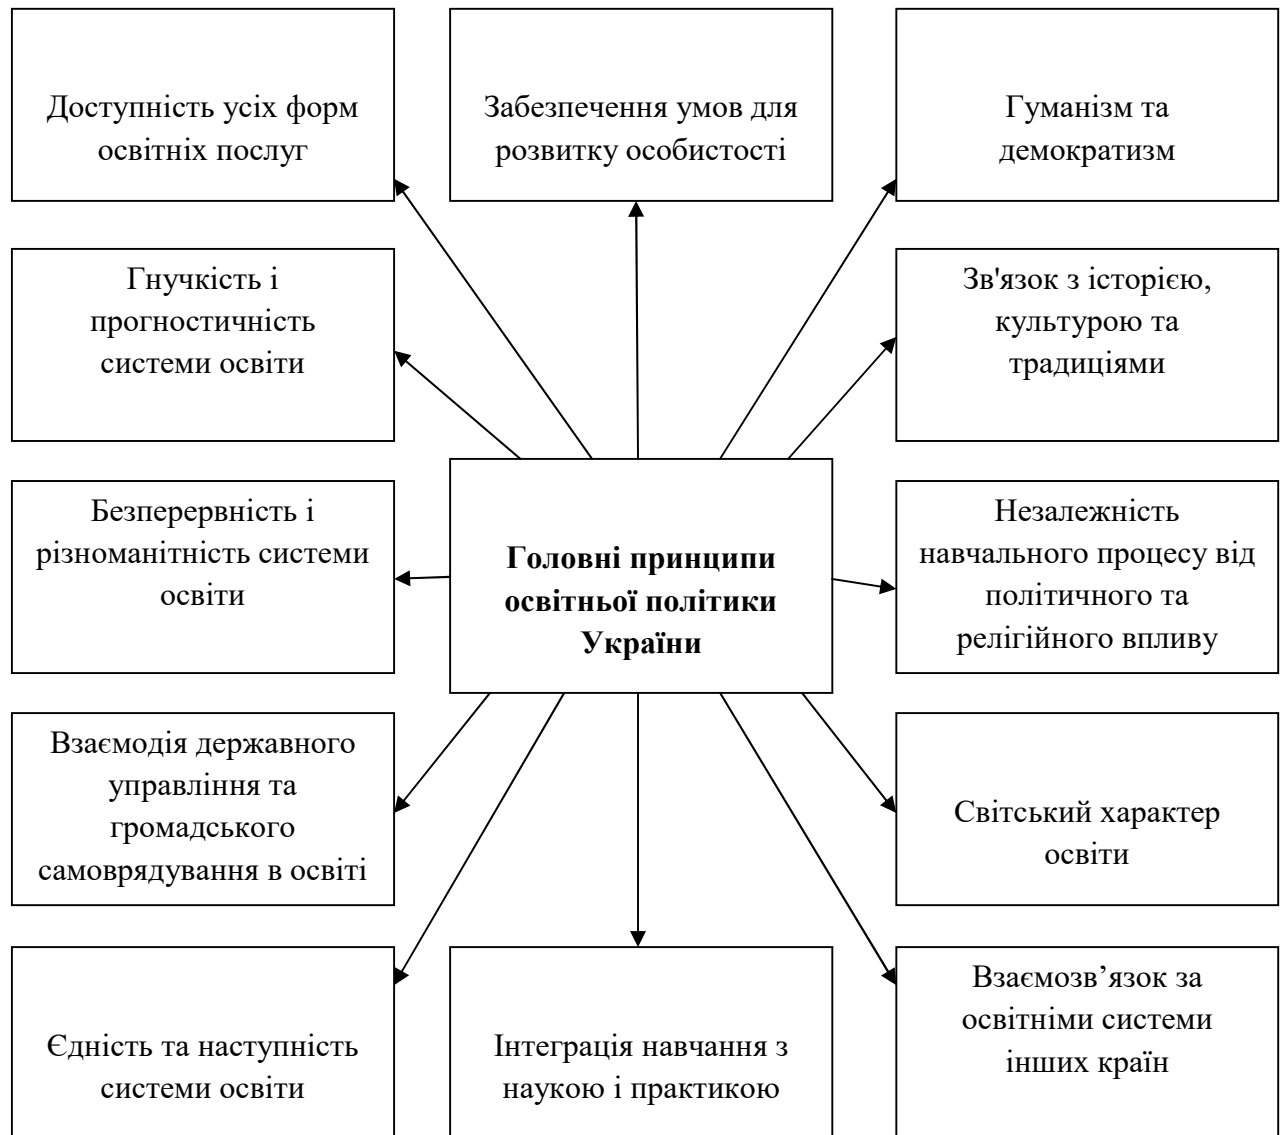 Доступність усіх форм
освітніх послуг
Забезпечення умов для
розвитку особистості
Гуманізм та
демократизм
Гнучкість і
прогностичність
системи освіти
Зв'язок з історією,
культурою та
традиціями
Безперервність і
різноманітність системи
освіти
Головні принципи
освітньої політики
України
Незалежність
навчального процесу від
політичного та
релігійного впливу
Взаємодія державного
управління та
громадського
самоврядування в освіті
Світський характер
освіти
Єдність та наступність
системи освіти
Інтеграція навчання з
наукою і практикою
Взаємозв’язок за
освітніми системи
інших країн